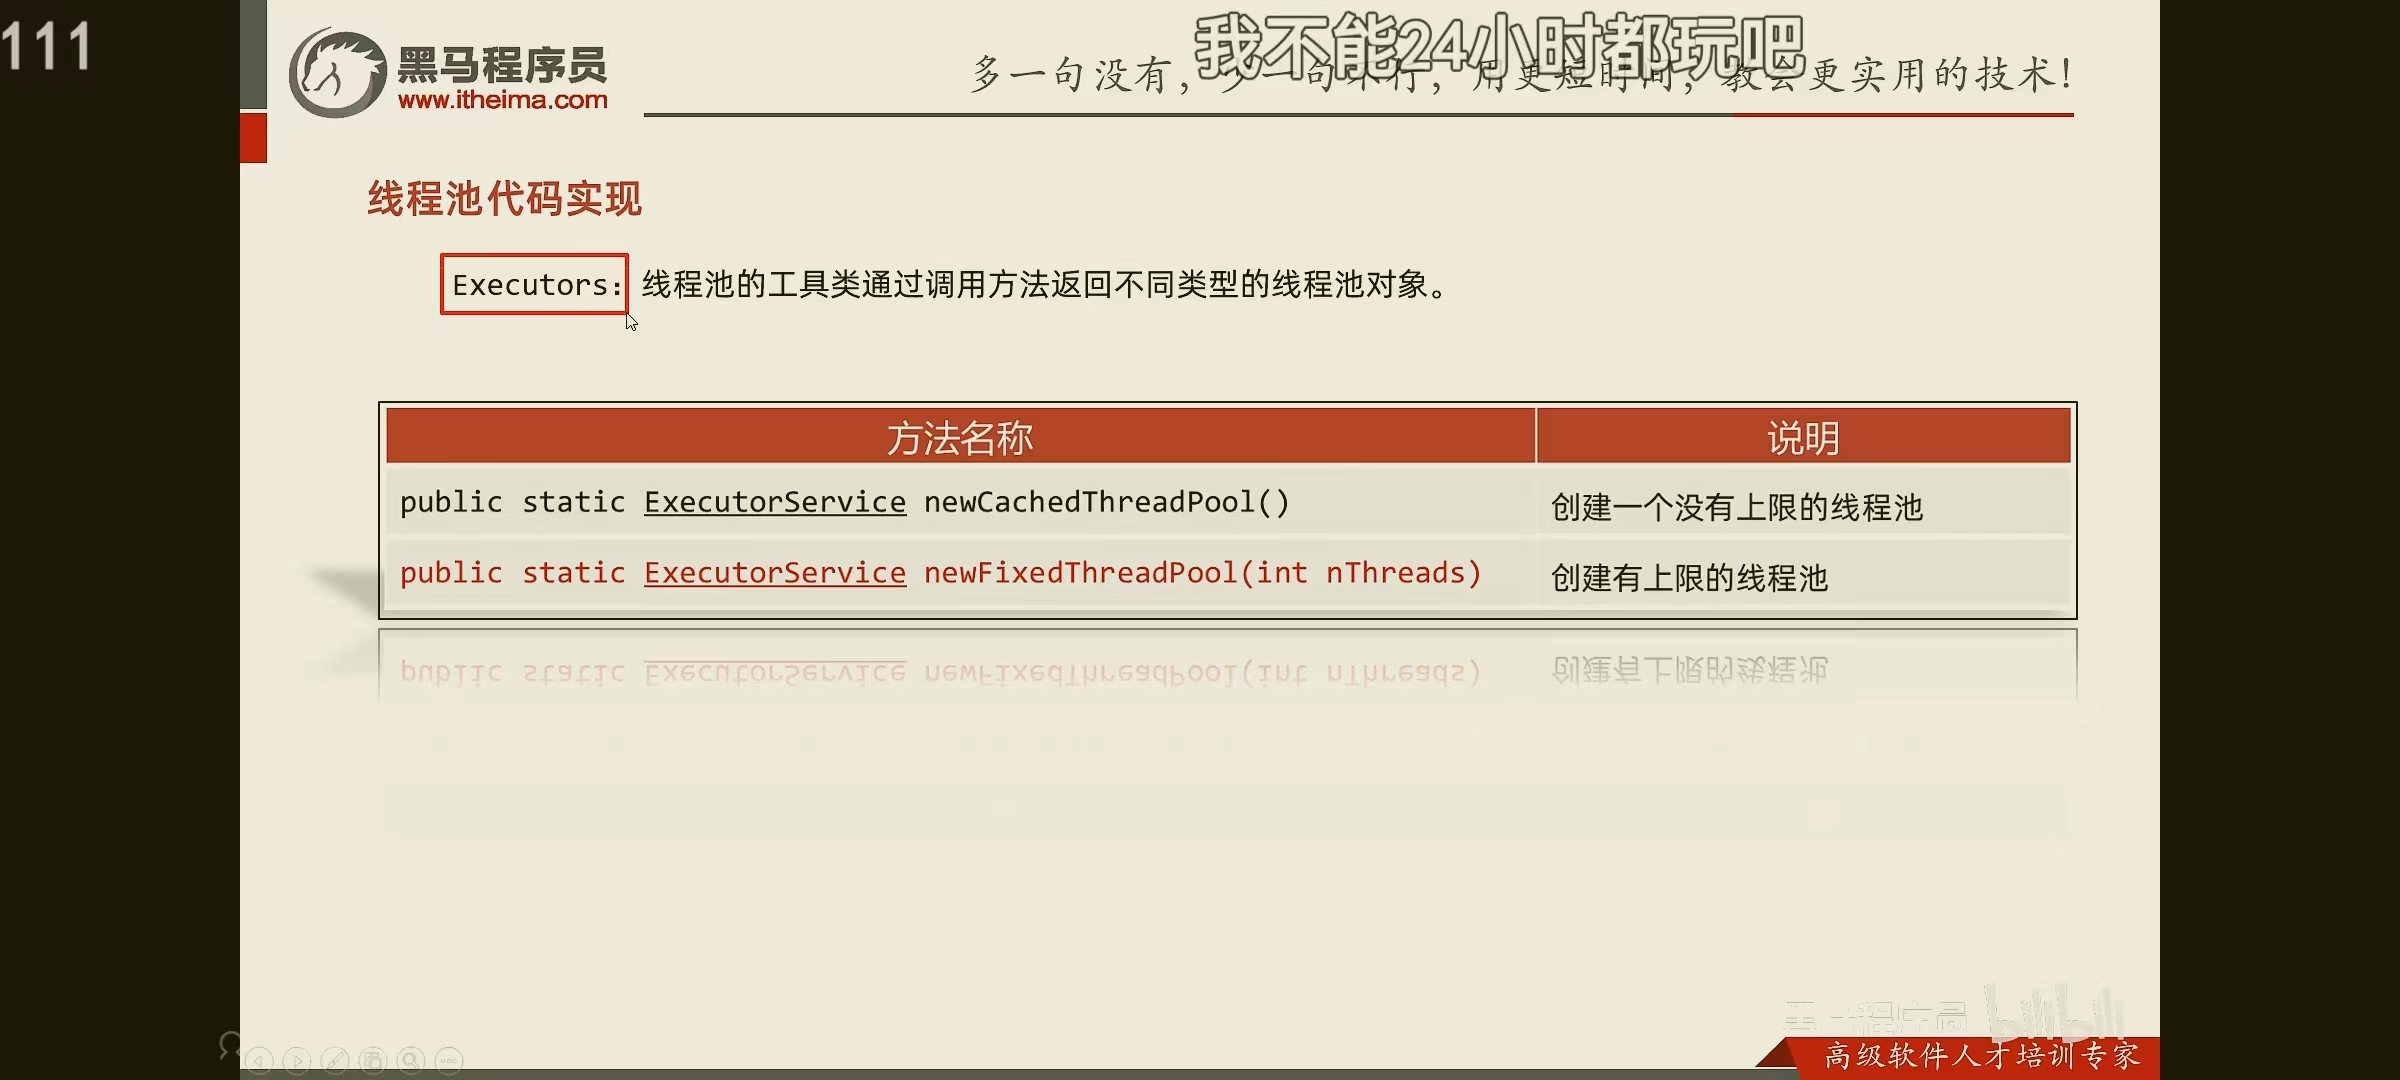 111
我不能24小时都玩吧
黑马程序员
www.itheima.com
多一句没有，少一句不行，用更短时间，教会更实用的技术！
线程池代码实现
Executors：线程池的工具类通过调用方法返回不同类型的线程池对象。
方法名称 说明
public static ExecutorService newCachedThreadPool() 创建一个没有上限的线程池
public static ExecutorService newFixedThreadPool(int nThreads) 创建有上限的线程池
bilibili
高级软件人才培训专家